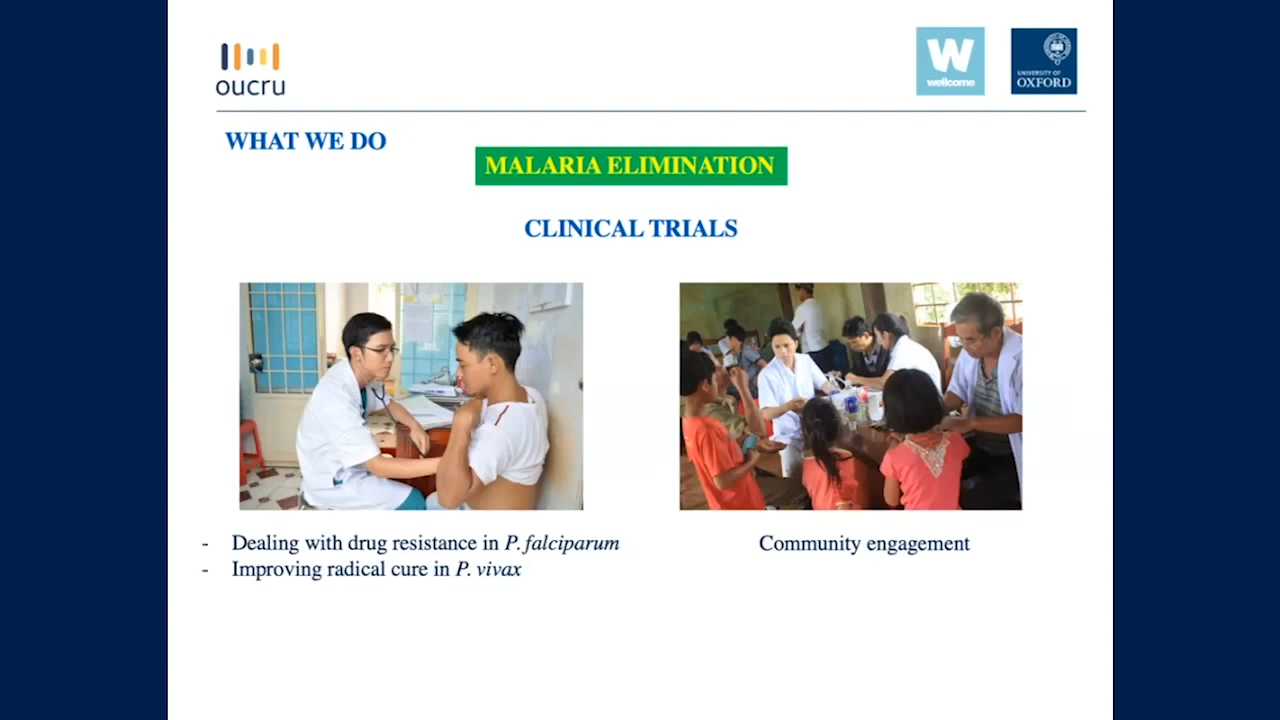 oucru
W
wellcome
UNIVERSITY OF
OXFORD
WHAT WE DO
MALARIA ELIMINATION
CLINICAL TRIALS
- Dealing with drug resistance in P. falciparum
- Improving radical cure in P. vivax
Community engagement